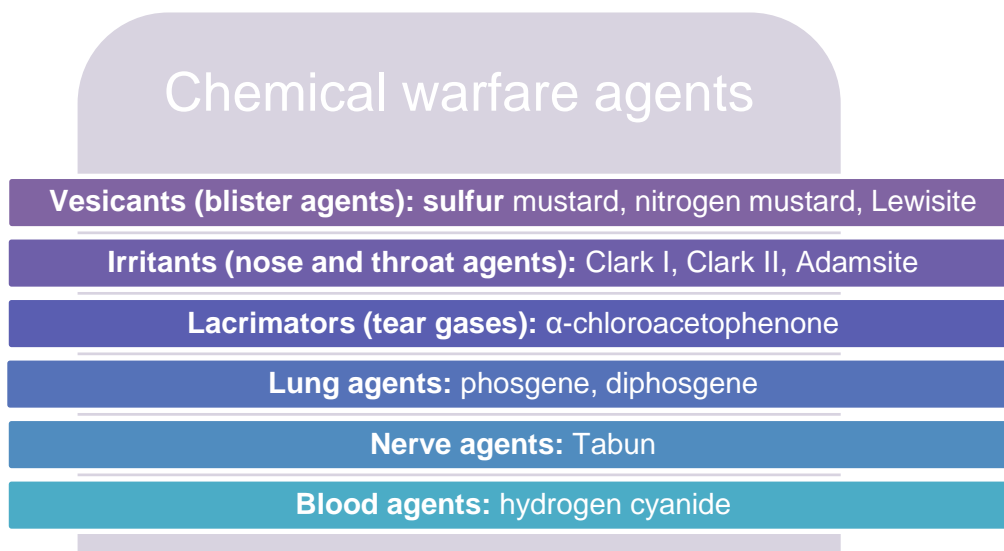 Chemical warfare agents
Vesicants (blister agents): sulfur mustard, nitrogen mustard, Lewisite
Irritants (nose and throat agents): Clark I, Clark II, Adamsite
Lacrimators (tear gases): α-chloroacetophenone
Lung agents: phosgene, diphosgene
Nerve agents: Tabun
Blood agents: hydrogen cyanide